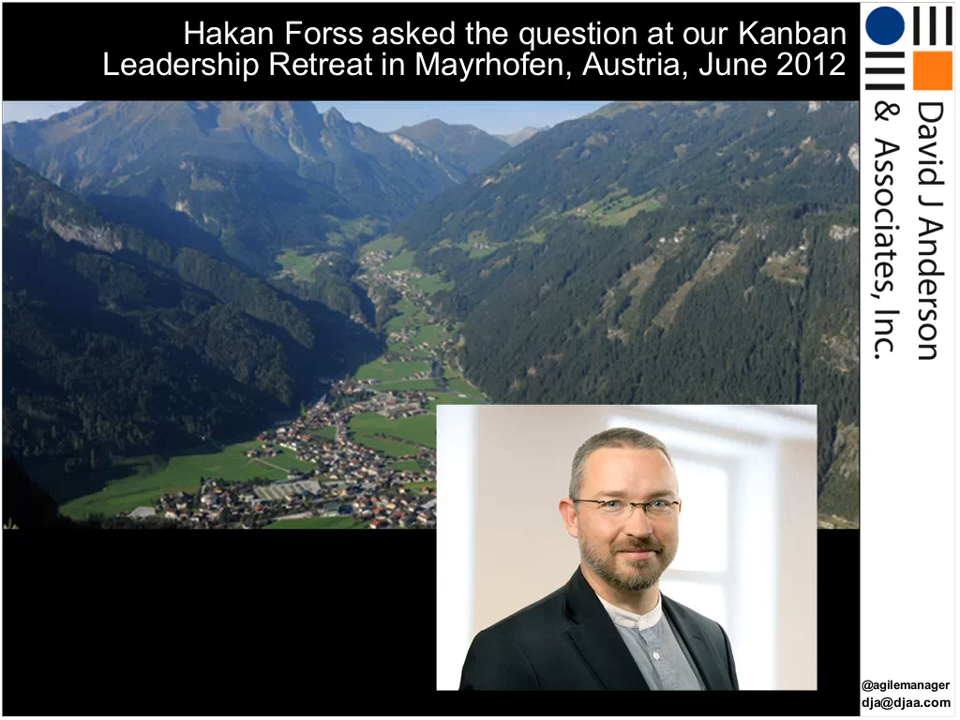 Hakan Forss asked the question at our Kanban
Leadership Retreat in Mayrhofen, Austria, June 2012
David J Anderson
& Associates, Inc.
@agilemanager
dja@djaa.com